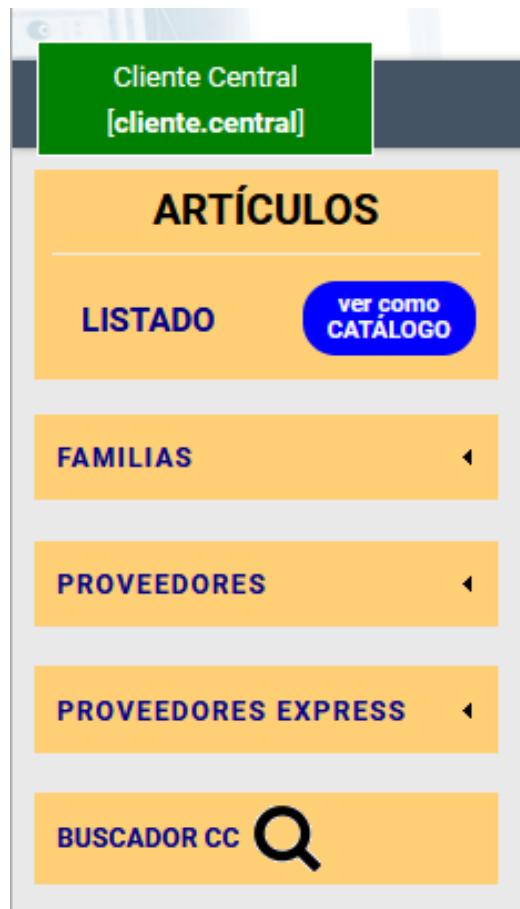 Cliente Central
[cliente.central]
ARTÍCULOS
LISTADO
ver como
CATÁLOGO
FAMILIAS
PROVEEDORES
PROVEEDORES EXPRESS
BUSCADOR CC